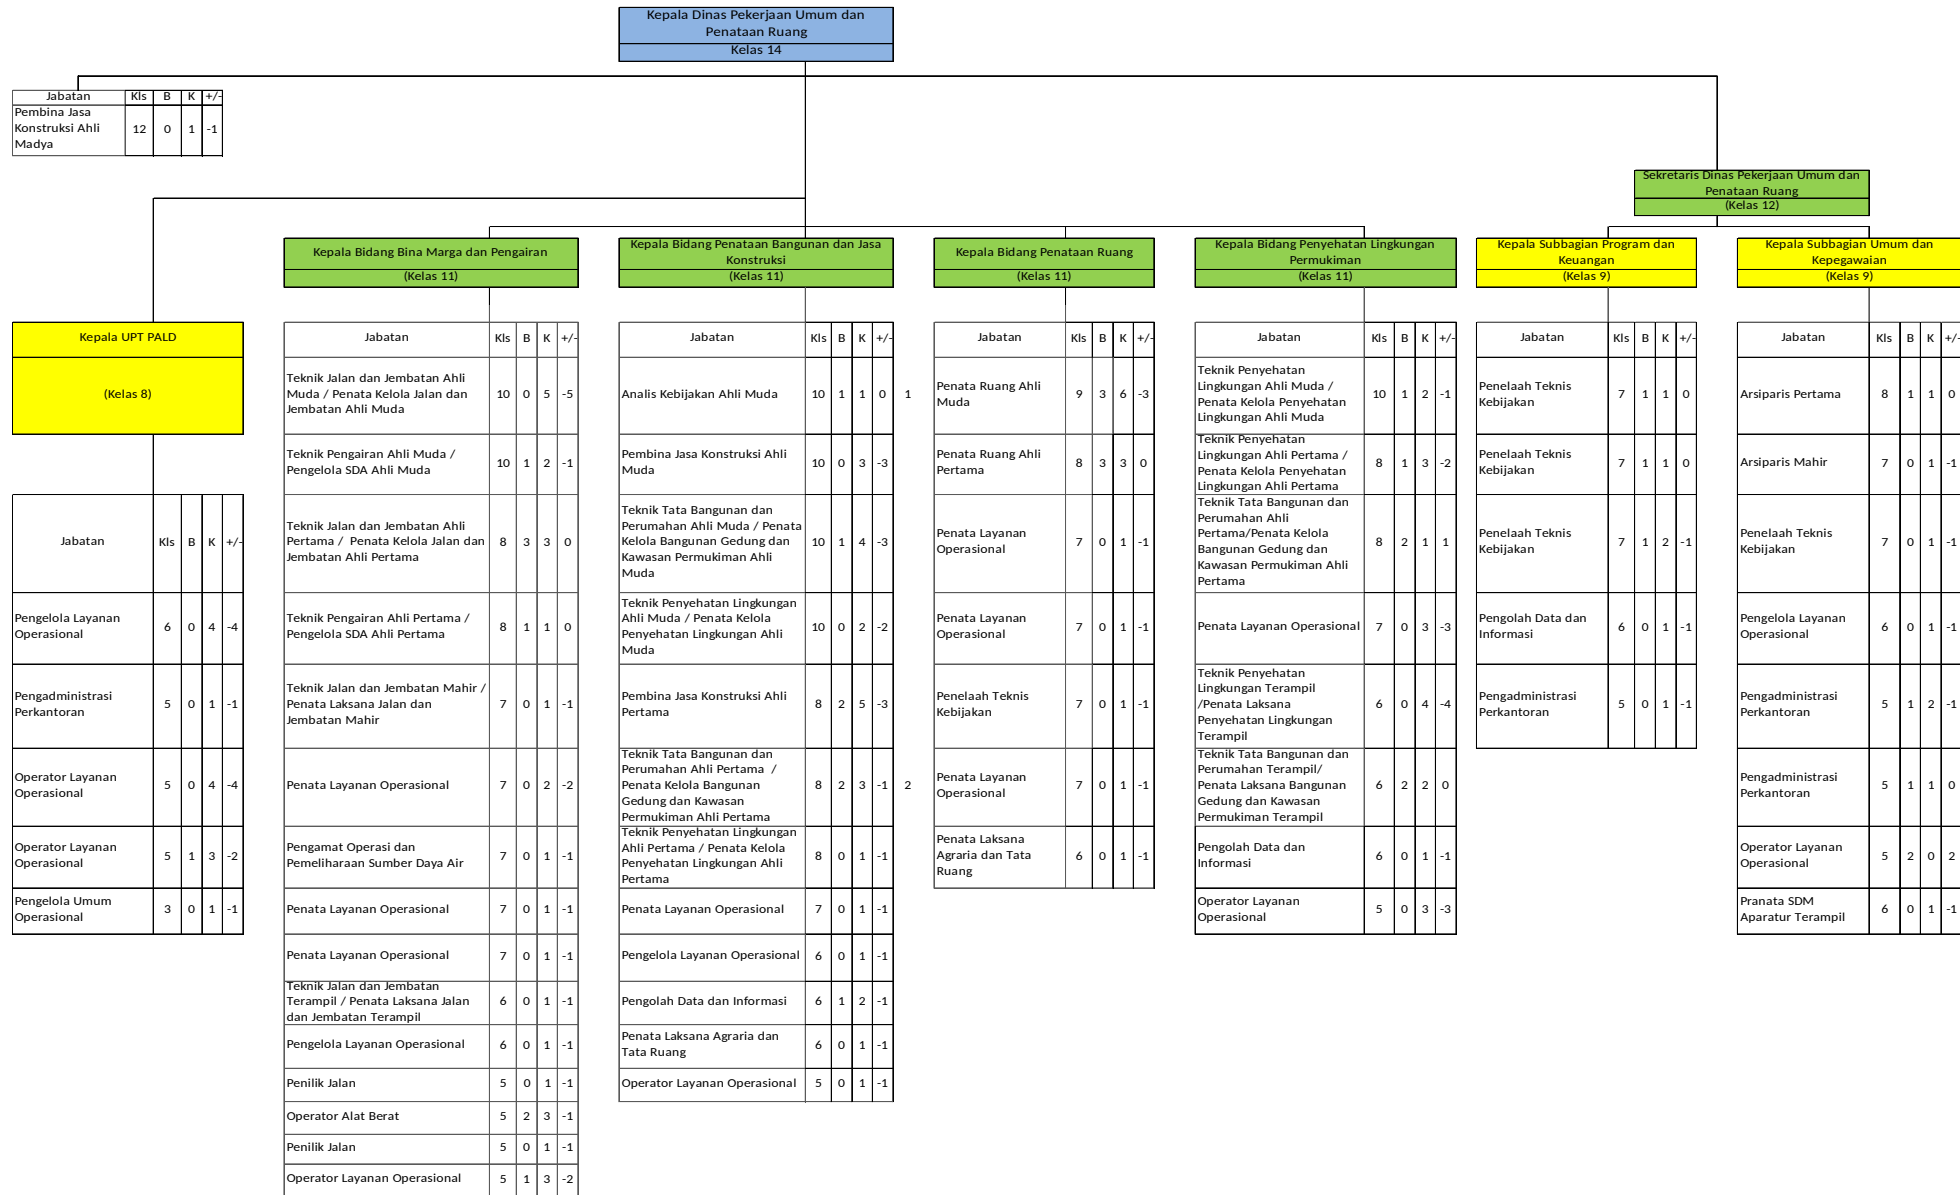 Kepala Dinas Pekerjaan Umum dan
Penataan Ruang
Kelas 14
Jabatan Kls B K +/-
Pembina Jasa
Konstruksi Ahli
Madya
12 0 1 -1
Sekretaris Dinas Pekerjaan Umum dan
Penataan Ruang
(Kelas 12)
Kepala UPT PALD
(Kelas 8)
Jabatan Kls B K +/-
Pengelola Layanan
Operasional
6 0 4 -4
Pengadministrasi
Perkantoran
5 0 1 -1
Operator Layanan
Operasional
5 0 4 -4
Operator Layanan
Operasional
5 1 3 -2
Pengelola Umum
Operasional
3 0 1 -1
Kepala Bidang Bina Marga dan Pengairan
(Kelas 11)
Jabatan Kls B K +/-
Teknik Jalan dan Jembatan Ahli
Muda / Penata Kelola Jalan dan
Jembatan Ahli Muda
10 0 5 -5
Teknik Pengairan Ahli Muda /
Pengelola SDA Ahli Muda
10 1 2 -1
Teknik Jalan dan Jembatan Ahli
Pertama / Penata Kelola Jalan dan
Jembatan Ahli Pertama
8 3 3 0
Teknik Pengairan Ahli Pertama /
Pengelola SDA Ahli Pertama
8 1 1 0
Teknik Jalan dan Jembatan Mahir /
Penata Laksana Jalan dan
Jembatan Mahir
7 0 1 -1
Penata Layanan Operasional 7 0 2 -2
Pengamat Operasi dan
Pemeliharaan Sumber Daya Air
7 0 1 -1
Penata Layanan Operasional 7 0 1 -1
Penata Layanan Operasional 7 0 1 -1
Teknik Jalan dan Jembatan
Terampil / Penata Laksana Jalan
dan Jembatan Terampil
6 0 1 -1
Pengelola Layanan Operasional 6 0 1 -1
Penilik Jalan 5 0 1 -1
Operator Alat Berat 5 2 3 -1
Penilik Jalan 5 0 1 -1
Operator Layanan Operasional 5 1 3 -2
Kepala Bidang Penataan Bangunan dan Jasa
Konstruksi
(Kelas 11)
Jabatan Kls B K +/-
Analis Kebijakan Ahli Muda 10 1 1 0 1
Pembina Jasa Konstruksi Ahli
Muda
10 0 3 -3
Teknik Tata Bangunan dan
Perumahan Ahli Muda / Penata
Kelola Bangunan Gedung dan
Kawasan Permukiman Ahli
Muda
10 1 4 -3
Teknik Penyehatan Lingkungan
Ahli Muda / Penata Kelola
Penyehatan Lingkungan Ahli
Muda
10 0 2 -2
Pembina Jasa Konstruksi Ahli
Pertama
8 2 5 -3
Teknik Tata Bangunan dan
Perumahan Ahli Pertama /
Penata Kelola Bangunan
Gedung dan Kawasan
Permukiman Ahli Pertama
8 2 3 -1 2
Teknik Penyehatan Lingkungan
Ahli Pertama / Penata Kelola
Penyehatan Lingkungan Ahli
Pertama
8 0 1 -1
Penata Layanan Operasional 7 0 1 -1
Pengelola Layanan Operasional 6 0 1 -1
Pengolah Data dan Informasi 6 1 2 -1
Penata Laksana Agraria dan
Tata Ruang
6 0 1 -1
Operator Layanan Operasional 5 0 1 -1
Kepala Bidang Penataan Ruang
(Kelas 11)
Jabatan Kls B K +/-
Penata Ruang Ahli
Muda
9 3 6 -3
Penata Ruang Ahli
Pertama
8 3 3 0
Penata Layanan
Operasional
7 0 1 -1
Penata Layanan
Operasional
7 0 1 -1
Penelaah Teknis
Kebijakan
7 0 1 -1
Penata Layanan
Operasional
7 0 1 -1
Penata Laksana
Agraria dan Tata
Ruang
6 0 1 -1
Kepala Bidang Penyehatan Lingkungan
Permukiman
(Kelas 11)
Jabatan Kls B K +/-
Teknik Penyehatan
Lingkungan Ahli Muda /
Penata Kelola Penyehatan
Lingkungan Ahli Muda
10 1 2 -1
Teknik Penyehatan
Lingkungan Ahli Pertama /
Penata Kelola Penyehatan
Lingkungan Ahli Pertama
8 1 3 -2
Teknik Tata Bangunan dan
Perumahan Ahli
Pertama/Penata Kelola
Bangunan Gedung dan
Kawasan Permukiman Ahli
Pertama
8 2 1 1
Penata Layanan Operasional 7 0 3 -3
Teknik Penyehatan
Lingkungan Terampil
/Penata Laksana
Penyehatan Lingkungan
Terampil
6 0 4 -4
Teknik Tata Bangunan dan
Perumahan Terampil/
Penata Laksana Bangunan
Gedung dan Kawasan
Permukiman Terampil
6 2 2 0
Pengolah Data dan
Informasi
6 0 1 -1
Operator Layanan
Operasional
5 0 3 -3
Kepala Subbagian Program dan
Keuangan
(Kelas 9)
Jabatan Kls B K +/-
Penelaah Teknis
Kebijakan
7 1 1 0
Penelaah Teknis
Kebijakan
7 1 1 0
Penelaah Teknis
Kebijakan
7 1 2 -1
Pengolah Data dan
Informasi
6 0 1 -1
Pengadministrasi
Perkantoran
5 0 1 -1
Kepala Subbagian Umum dan
Kepegawaian
(Kelas 9)
Jabatan Kls B K +/-
Arsiparis Pertama 8 1 1 0
Arsiparis Mahir 7 0 1 -1
Penelaah Teknis
Kebijakan
7 0 1 -1
Pengelola Layanan
Operasional
6 0 1 -1
Pengadministrasi
Perkantoran
5 1 2 -1
Pengadministrasi
Perkantoran
5 1 1 0
Operator Layanan
Operasional
5 2 0 2
Pranata SDM
Aparatur Terampil
6 0 1 -1